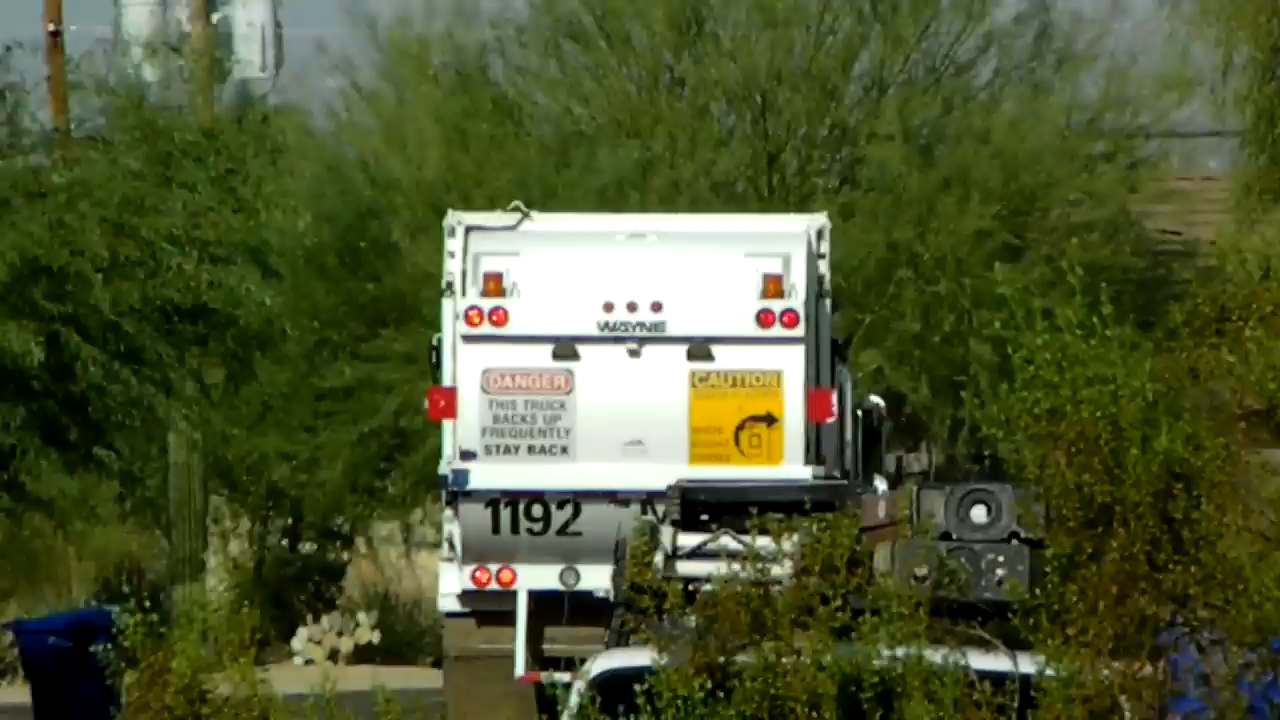 WAYNE
DANGER
THIS TRUCK
BACKS UP
FREQUENTLY
STAY BACK
CAUTION
1192